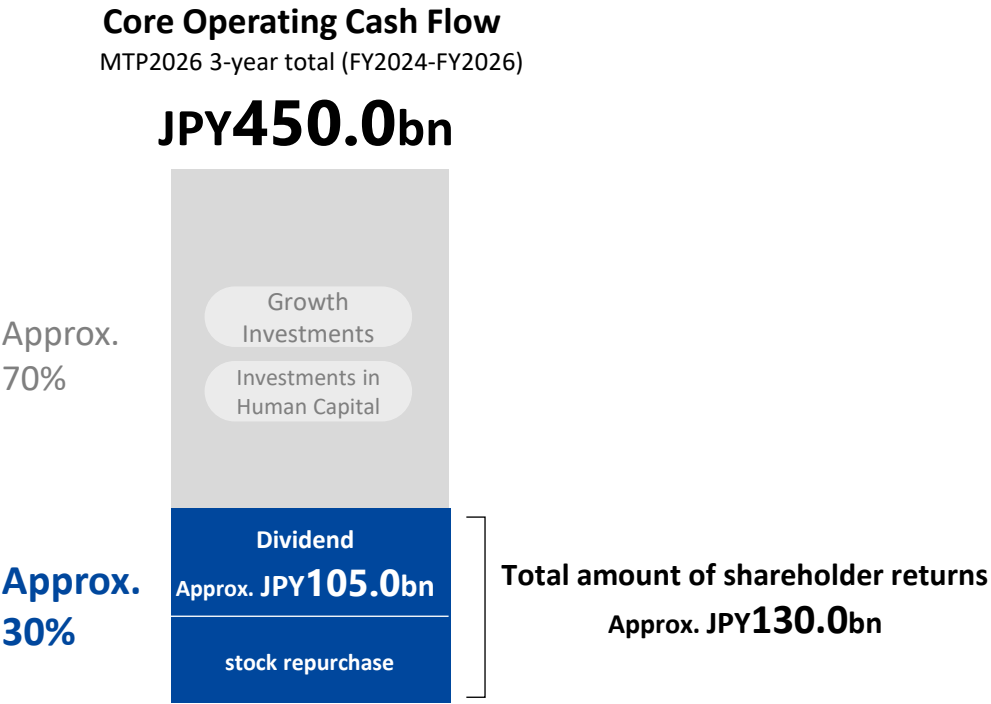 Core Operating Cash Flow
MTP2026 3-year total (FY2024-FY2026)
JPY450.0bn
Growth
Investments
Investments in
Human Capital
Approx.
70%
Dividend
Approx. JPY105.0bn
stock repurchase
Approx.
30%
Total amount of shareholder returns
Approx. JPY130.0bn